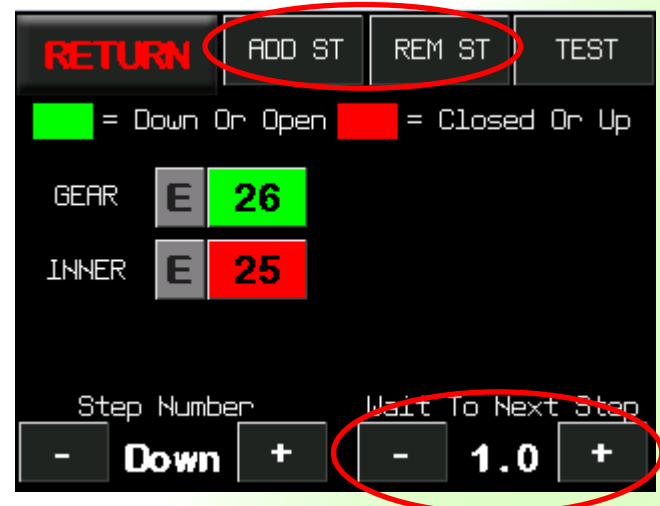 RETURN ADD ST REM ST TEST
= Down Or Open = Closed Or Up
GEAR E 26
INNER E 25
Step Number Wait To Next Step
- Down + - 1.0 +